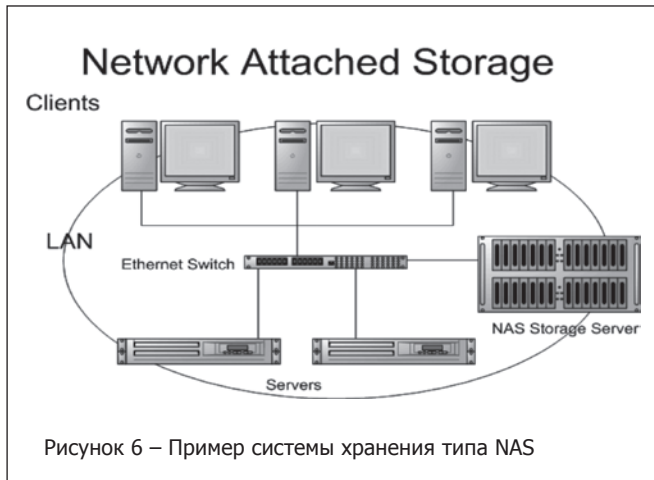 Network Attached Storage
Clients
LAN
Ethernet Switch
NAS Storage Server
Servers
Рисунок 6 – Пример системы хранения типа NAS